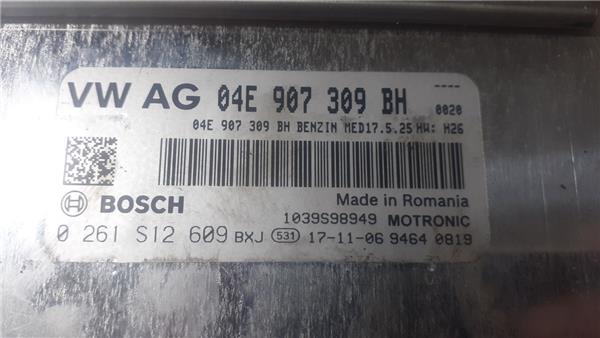 VW AG 04E 907 309 BH ----
0020
04E 907 309 BH BENZIN MED17.5.25 HW: H26
BOSCH
Made in Romania
1039S98949 MOTRONIC
0 261 S12 609 BXJ 531 17-11-06 9464 0819